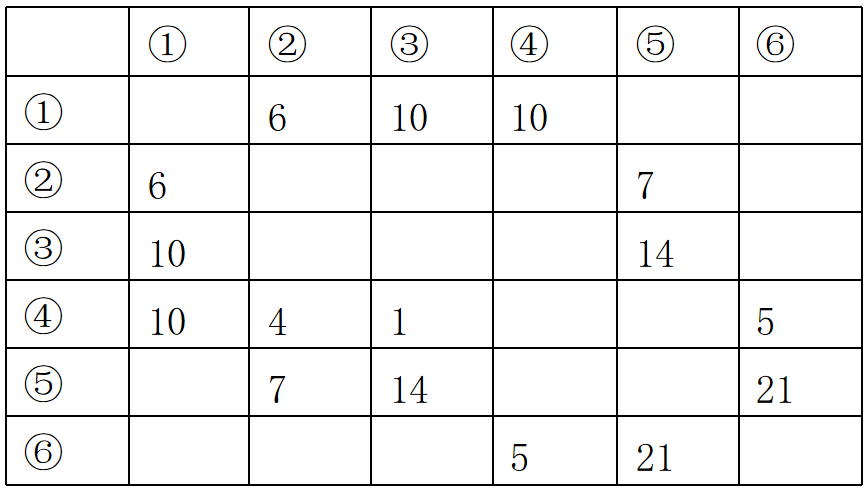 ① ② ③ ④ ⑤ ⑥
① 6 10 10
② 6 7
③ 10 14
④ 10 4 1 5
⑤ 7 14 21
⑥ 5 21